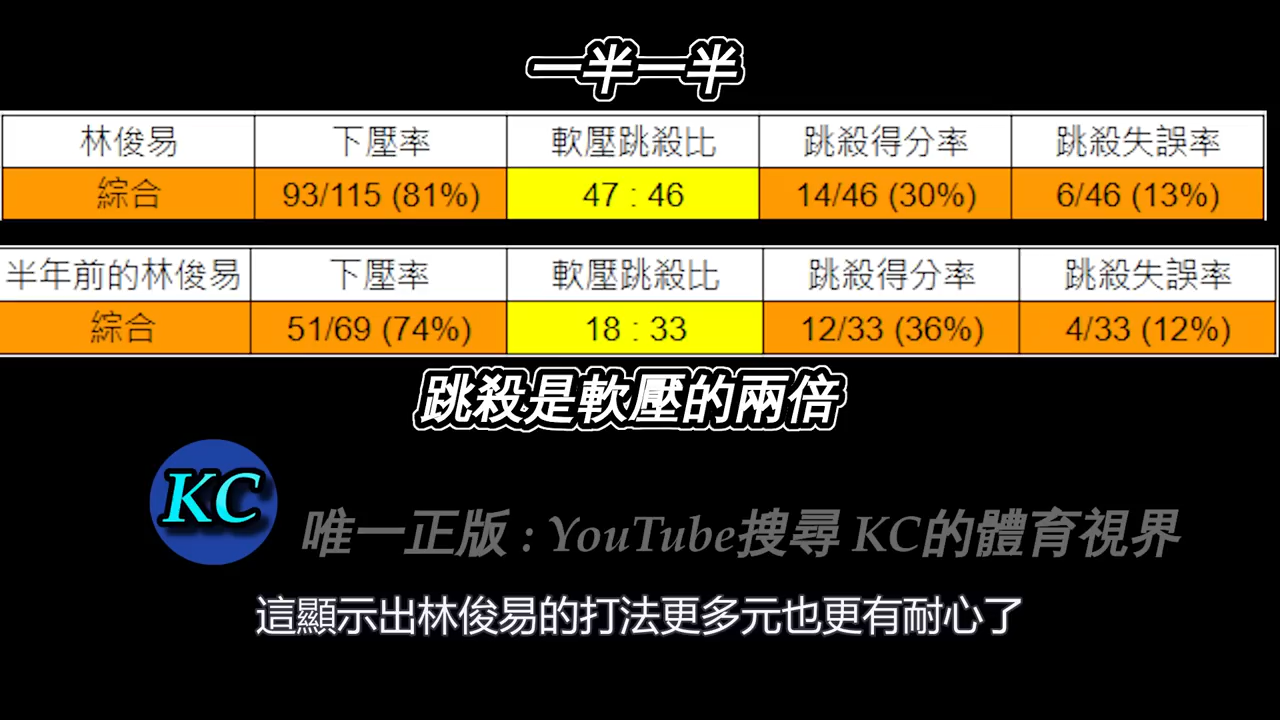 一半一半
林俊易 下壓率 軟壓跳殺比 跳殺得分率 跳殺失誤率
綜合 93/115 (81%) 47 : 46 14/46 (30%) 6/46 (13%)
半年前的林俊易 下壓率 軟壓跳殺比 跳殺得分率 跳殺失誤率
綜合 51/69 (74%) 18 : 33 12/33 (36%) 4/33 (12%)
跳殺是軟壓的兩倍
KC
唯一正版 : YouTube搜尋 KC的體育視界
這顯示出林俊易的打法更多元也更有耐心了